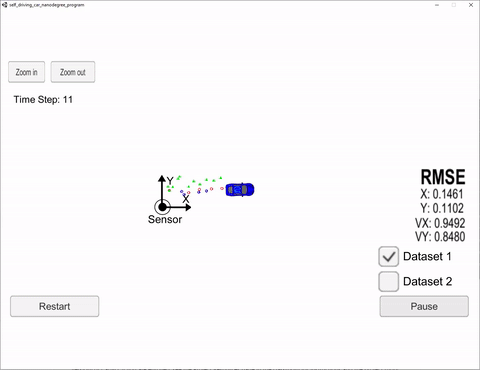 self_driving_car_nanodegree_program
Zoom in
Zoom out
Time Step: 11
Y
X
Sensor
RMSE
X: 0.1461
Y: 0.1102
VX: 0.9492
VY: 0.8480
Dataset 1
Dataset 2
Restart
Pause